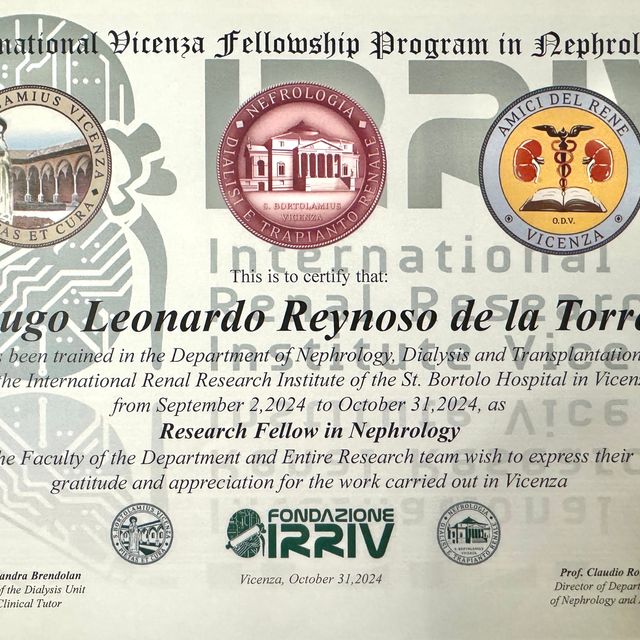 national Vicenza Fellowship Program in Nephrol
AMIUS VICENZA
PIETAS ET CURA
NEFROLOGIA
DIALISI E TRAPIANTO RENALE
S. BORTOLAMIUS
VICENZA
AMICI DEL RENE
O.D.V.
VICENZA
IRRIV
International
Renal Research
Institute Vice
This is to certify that:
ugo Leonardo Reynoso de la Torre
s been trained in the Department of Nephrology, Dialysis and Transplantation
the International Renal Research Institute of the St. Bortolo Hospital in Vicenz
from September 2,2024 to October 31,2024, as
Research Fellow in Nephrology
he Faculty of the Department and Entire Research team wish to express their
gratitude and appreciation for the work carried out in Vicenza
FONDAZIONE
IRRIV
andra Brendolan
of the Dialysis Unit
Clinical Tutor
Vicenza, October 31,2024
Prof. Claudio Ro
Director of Depart
of Nephrology and